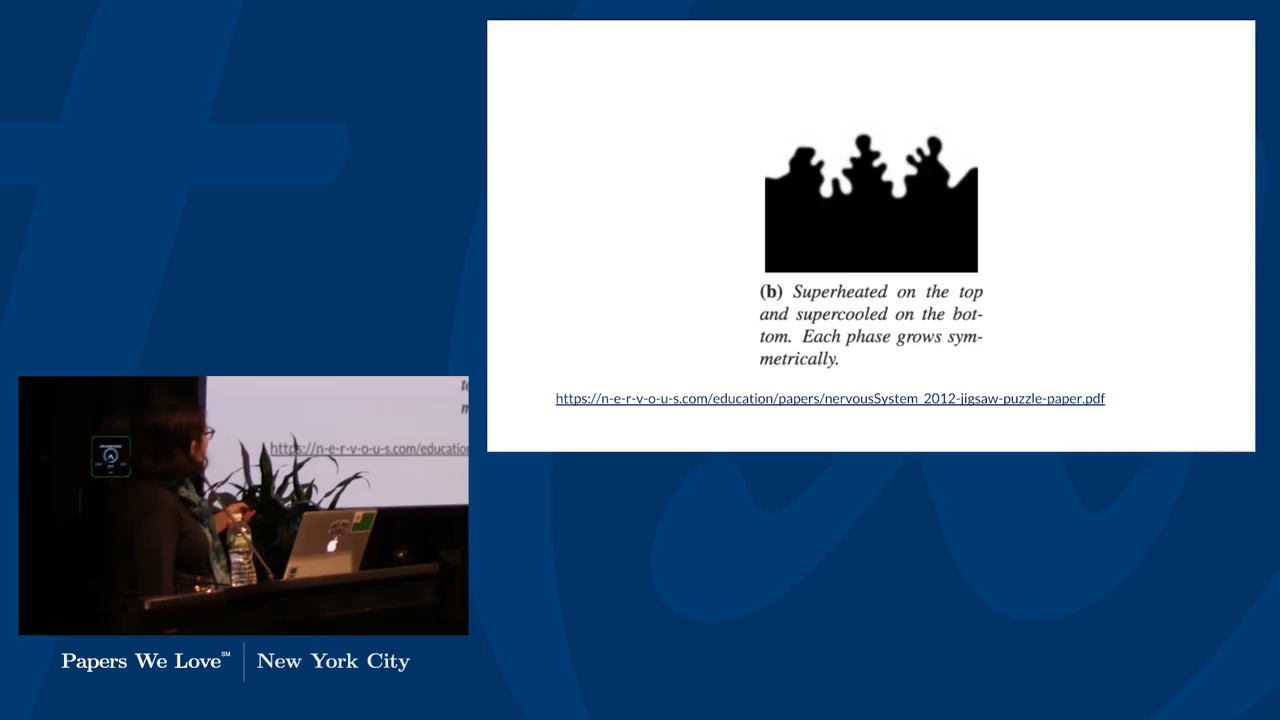 (b) Superheated on the top
and supercooled on the bot-
tom. Each phase grows sym-
metrically.
https://n-e-r-v-o-u-s.com/education/papers/nervousSystem_2012-jigsaw-puzzle-paper.pdf
https://n-e-r-v-o-u-s.com/educatio
Papers We Love℠ | New York City